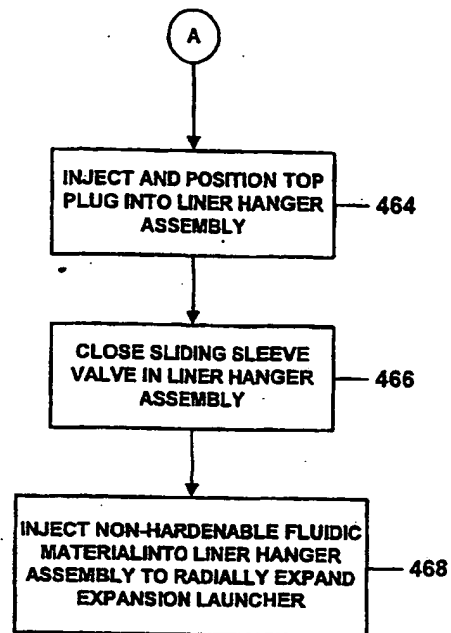 A
INJECT AND POSITION TOP
PLUG INTO LINER HANGER
ASSEMBLY
464
CLOSE SLIDING SLEEVE
VALVE IN LINER HANGER
ASSEMBLY
466
INJECT NON-HARDENABLE FLUIDIC
MATERIALINTO LINER HANGER
ASSEMBLY TO RADIALLY EXPAND
EXPANSION LAUNCHER
468